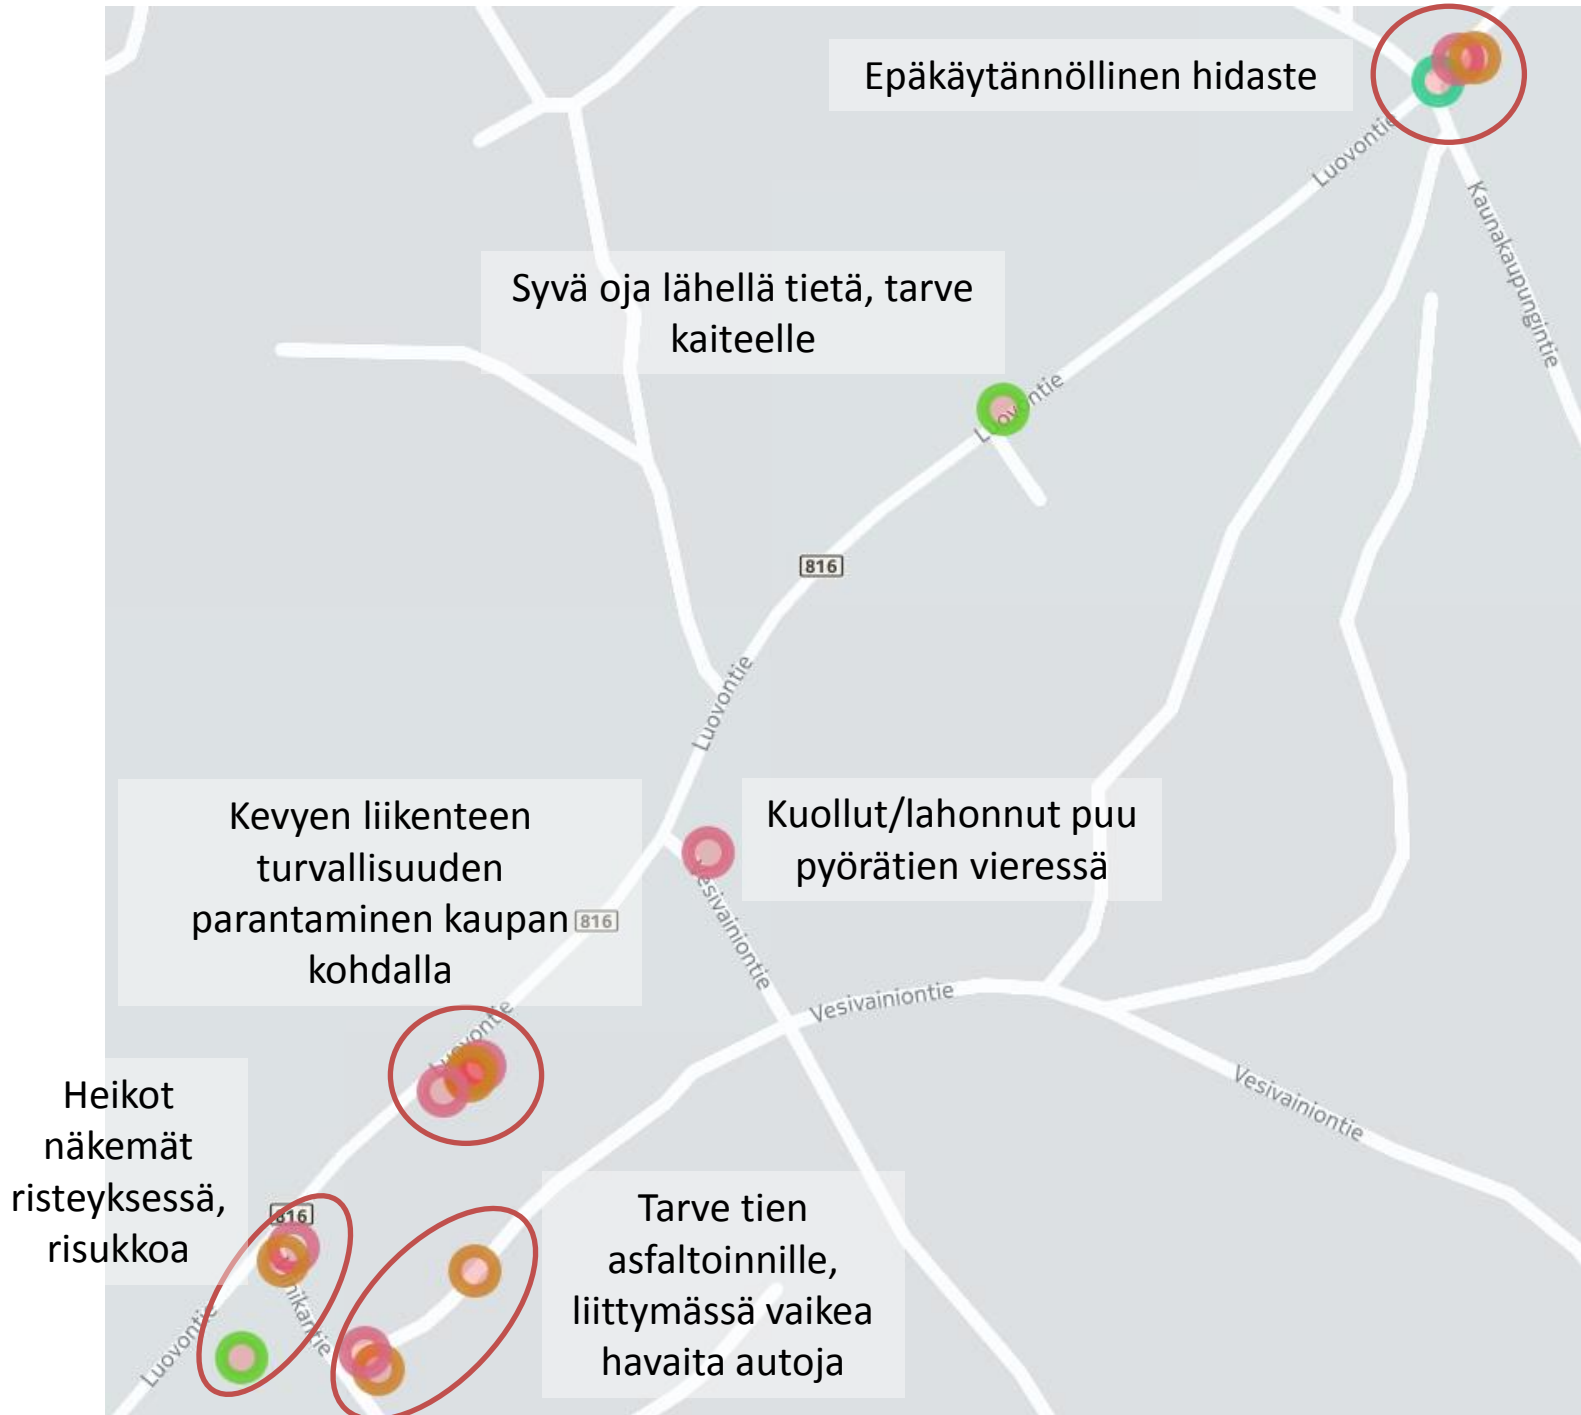 Epäkäytännöllinen hidaste
Luovontie
Kaunakaupungintie
Syvä oja lähellä tietä, tarve
kaiteelle
Luovontie
816
Luovontie
Kevyen liikenteen
turvallisuuden
parantaminen kaupan
kohdalla
816
Kuollut/lahonnut puu
pyörätien vieressä
Vesivainiontie
Vesivainiontie
Vesivainiontie
Luovontie
Heikot
näkemät
risteyksessä,
risukkoa
816
Luovontie
Tarve tien
asfaltoinnille,
liittymässä vaikea
havaita autoja